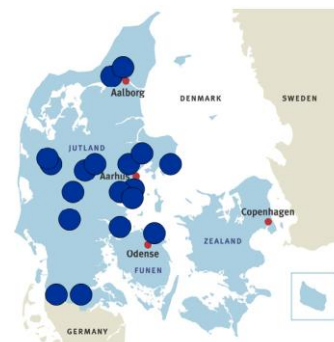 Aalborg
DENMARK
SWEDEN
JUTLAND
Aarhus
Copenhagen
ZEALAND
Odense
FUNEN
GERMANY